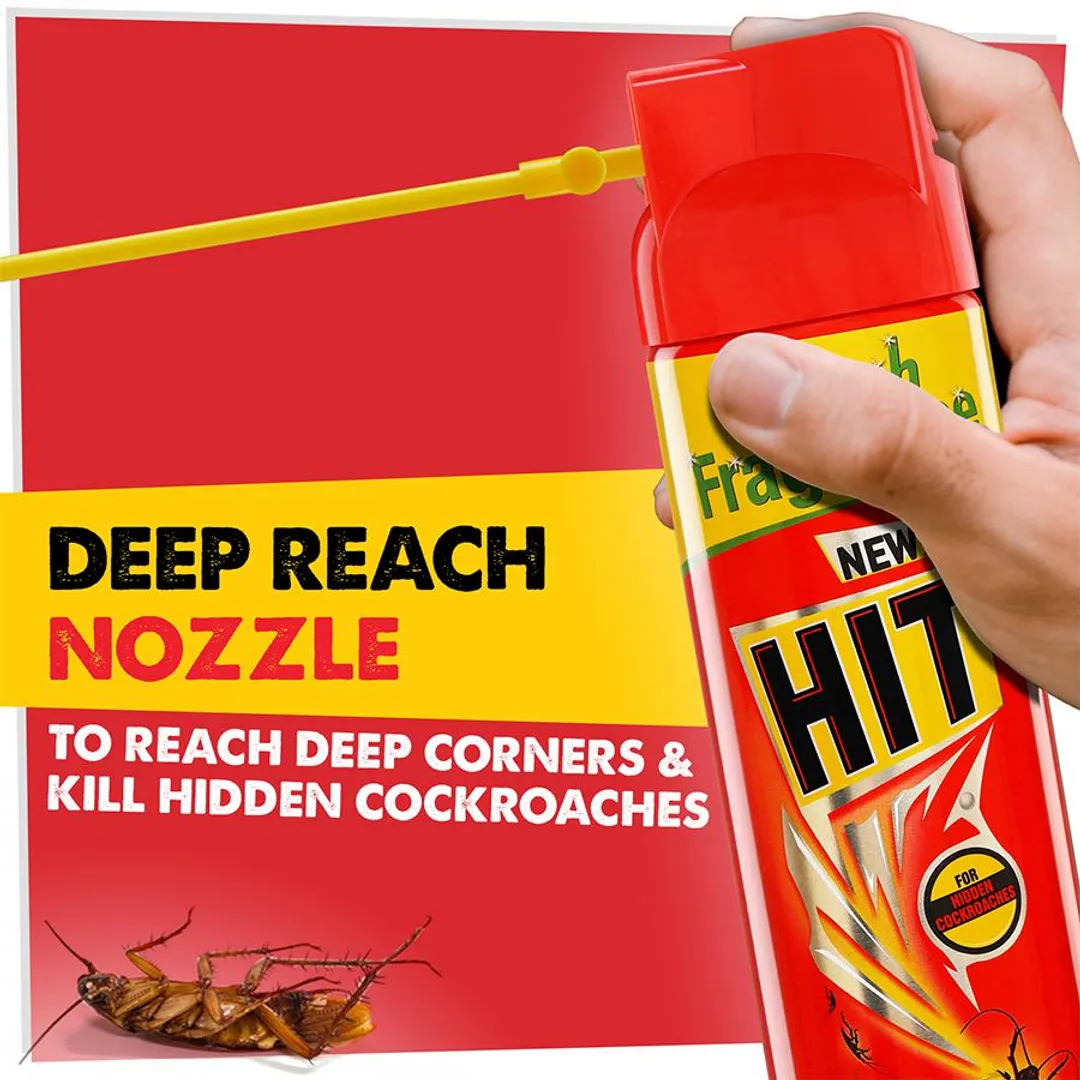 DEEP REACH
NOZZLE
TO REACH DEEP CORNERS &
KILL HIDDEN COCKROACHES
NEW
HIT
FOR
HIDDEN
COCKROACHES